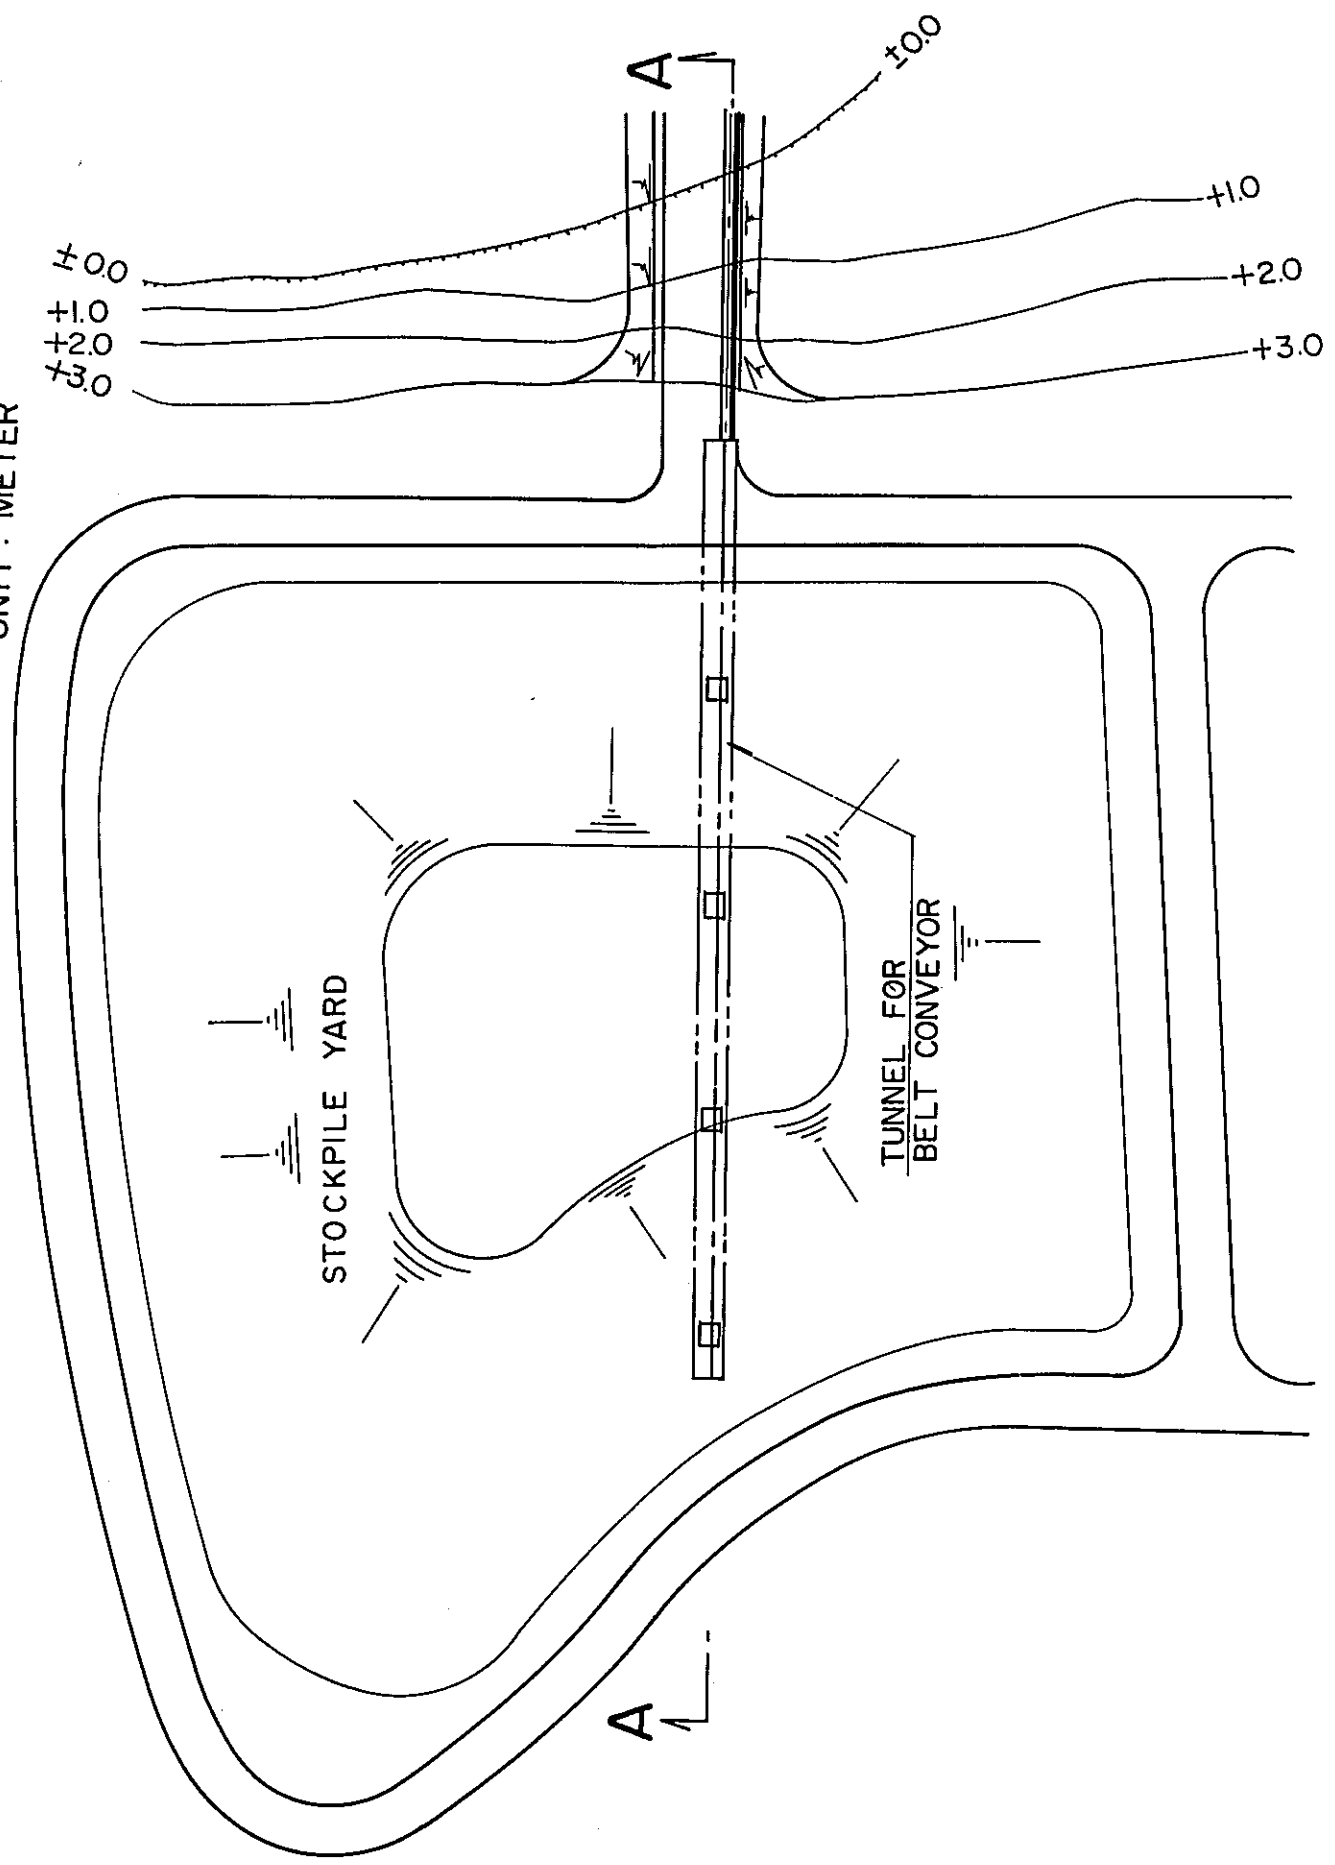 UNIT : METER
A
±0.0
±0.0
+1.0
+2.0
+3.0
+1.0
+2.0
+3.0
STOCKPILE YARD
TUNNEL FOR
BELT CONVEYOR
A